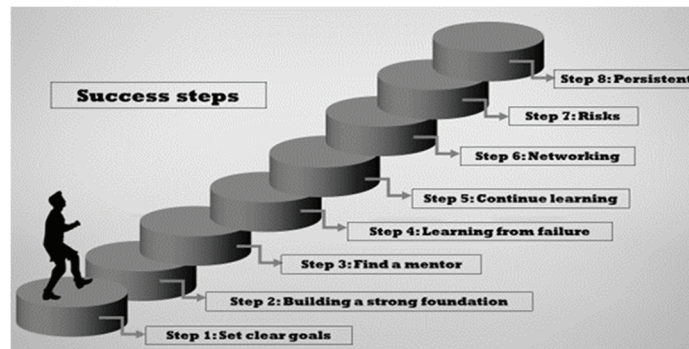 Success steps
Step 8: Persistent
Step 7: Risks
Step 6: Networking
Step 5: Continue learning
Step 4: Learning from failure
Step 3: Find a mentor
Step 2: Building a strong foundation
Step 1: Set clear goals